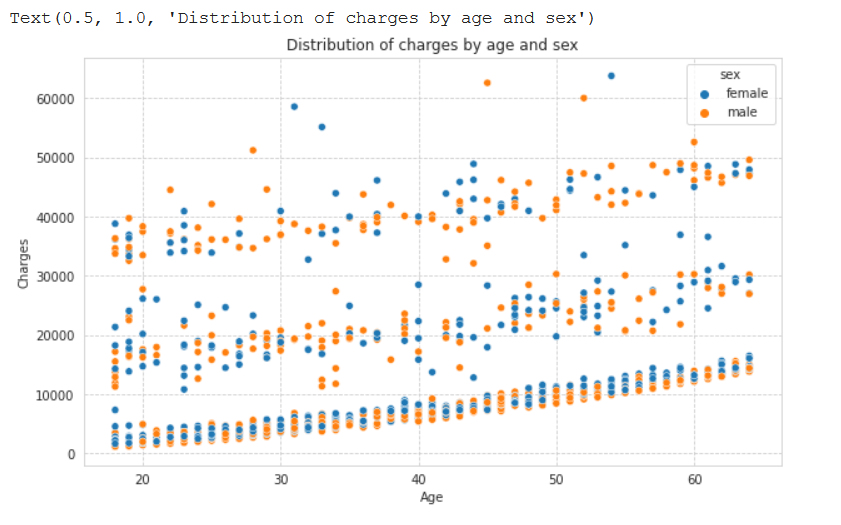 Text(0.5, 1.0, 'Distribution of charges by age and sex')
Distribution of charges by age and sex
sex
female
male
60000
50000
40000
30000
20000
10000
0
Charges
20 30 40 50 60
Age